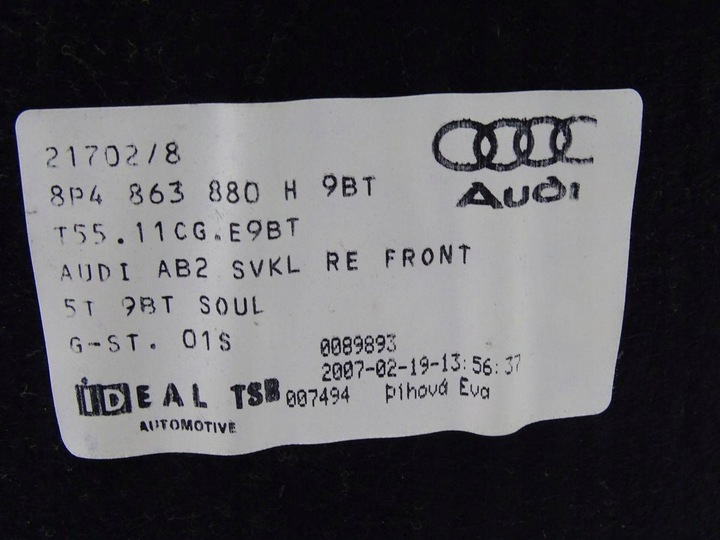 21702/8
8P4 863 880 H 9BT
T55.11CG.E9BT
AUDI AB2 SVKL RE FRONT
5T 9BT SOUL
G-ST. 01S
Audi
0089893
2007-02-19-13:56:37
007494 Píhová Eva
IDEAL TSB
AUTOMOTIVE